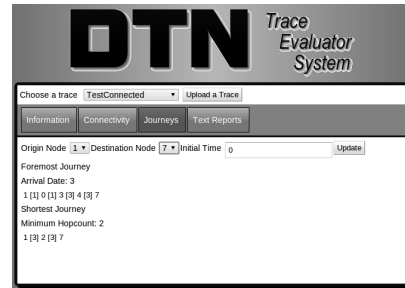 DTN
Trace
Evaluator
System
Choose a trace TestConnected Upload a Trace
Information Connectivity Journeys Text Reports
Origin Node 1 Destination Node 7 Initial Time 0 Update
Foremost Journey
Arrival Date: 3
1 [1] 0 [1] 3 [3] 4 [3] 7
Shortest Journey
Minimum Hopcount: 2
1 [3] 2 [3] 7